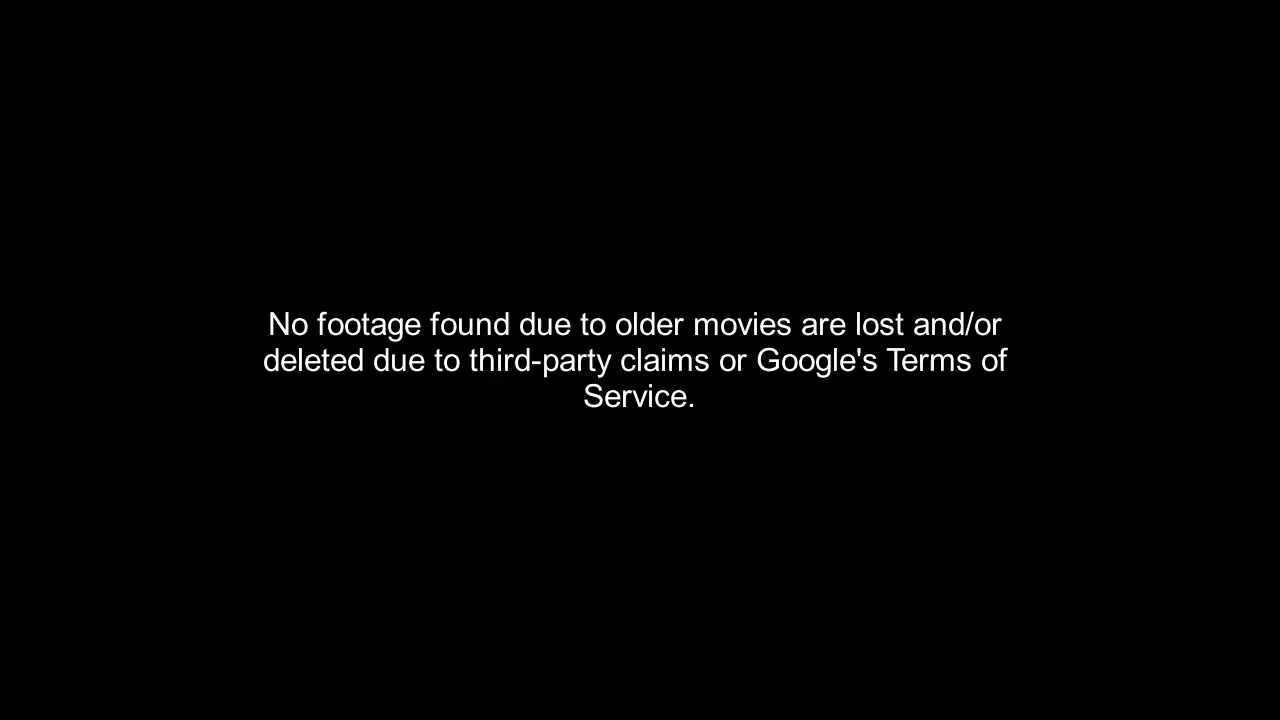 No footage found due to older movies are lost and/or
deleted due to third-party claims or Google's Terms of
Service.